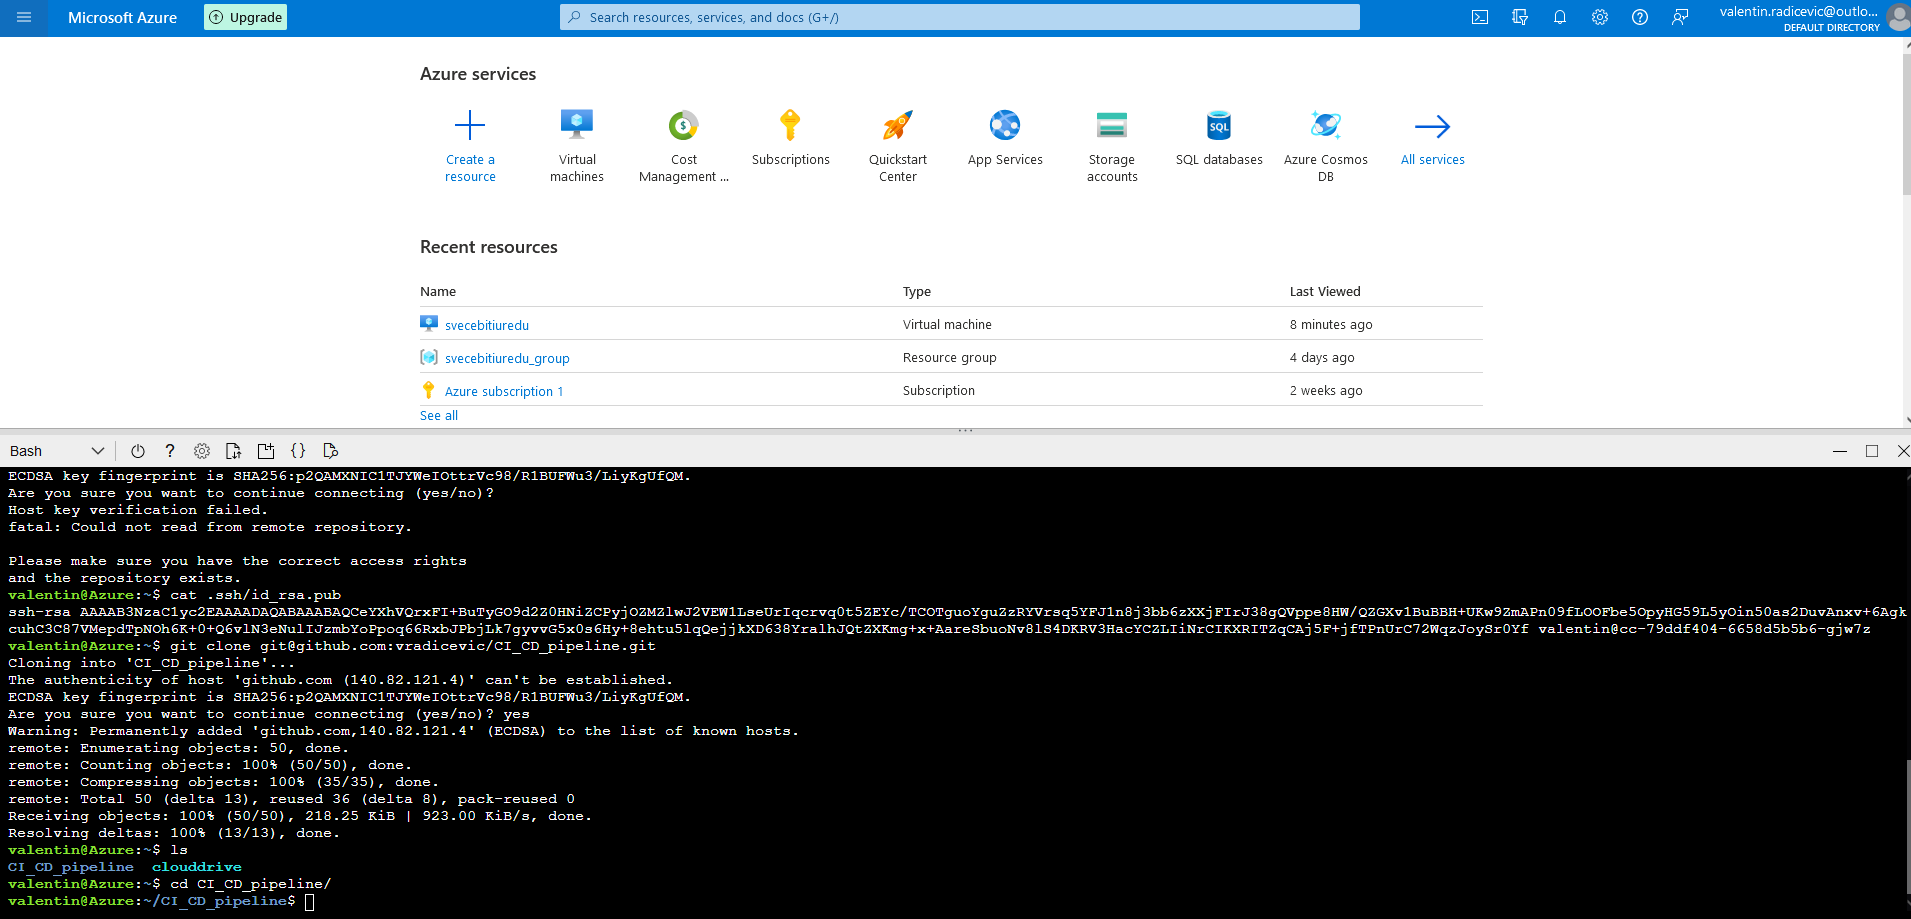 Microsoft Azure
Upgrade
Search resources, services, and docs (G+/)
valentin.radicevic@outlo...
DEFAULT DIRECTORY
Azure services
Create a resource
Virtual machines
Cost Management ...
Subscriptions
Quickstart Center
App Services
Storage accounts
SQL
SQL databases
Azure Cosmos DB
All services
Recent resources
Name Type Last Viewed
svecebitiuredu Virtual machine 8 minutes ago
svecebitiuredu_group Resource group 4 days ago
Azure subscription 1 Subscription 2 weeks ago
See all
Bash
ECDSA key fingerprint is SHA256:p2QAMXNIC1TJYWeIOttrVc98/R1BUFWu3/LiyKgUfQM.
Are you sure you want to continue connecting (yes/no)?
Host key verification failed.
fatal: Could not read from remote repository.
Please make sure you have the correct access rights
and the repository exists.
valentin@Azure:~$ cat .ssh/id_rsa.pub
ssh-rsa AAAAB3NzaC1yc2EAAAADAQABAAABAQCeYXhVQrxFI+BuTyGO9d2Z0HNiZCPyjOZMZlwJ2VEW1LseUrIqcrvq0t5ZEYc/TCOTguoYguZzRYVrsq5YFJ1n8j3bb6zXXjFIrJ38gQVppe8HW/QZGXv1BuBBH+UKw9ZmAPn09fLOOFbe5OpyHG59L5yOin50as2DuvAnxv+6Agk
cuhC3C87VMepdTpNOh6K+0+Q6vlN3eNulIJzmbYoPpoq66RxbJPbjLk7gyvvG5x0s6Hy+8ehtu5lqQejjkXD638YralhJQtZXKmg+x+AareSbuoNv8lS4DKRV3HacYCZLIiNrCIKXRITZqCAj5F+jfTPnUrC72WqzJoySr0Yf valentin@cc-79ddf404-6658d5b5b6-gjw7z
valentin@Azure:~$ git clone git@github.com:vradicevic/CI_CD_pipeline.git
Cloning into 'CI_CD_pipeline'...
The authenticity of host 'github.com (140.82.121.4)' can't be established.
ECDSA key fingerprint is SHA256:p2QAMXNIC1TJYWeIOttrVc98/R1BUFWu3/LiyKgUfQM.
Are you sure you want to continue connecting (yes/no)? yes
Warning: Permanently added 'github.com,140.82.121.4' (ECDSA) to the list of known hosts.
remote: Enumerating objects: 50, done.
remote: Counting objects: 100% (50/50), done.
remote: Compressing objects: 100% (35/35), done.
remote: Total 50 (delta 13), reused 36 (delta 8), pack-reused 0
Receiving objects: 100% (50/50), 218.25 KiB | 923.00 KiB/s, done.
Resolving deltas: 100% (13/13), done.
valentin@Azure:~$ ls
CI_CD_pipeline clouddrive
valentin@Azure:~$ cd CI_CD_pipeline/
valentin@Azure:~/CI_CD_pipeline$